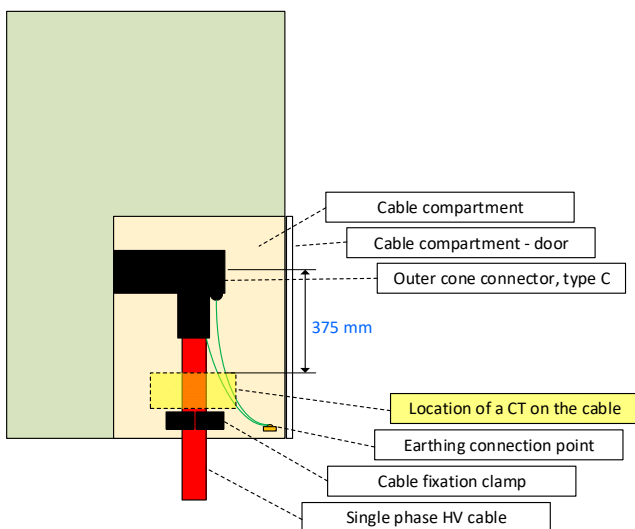 Cable compartment
Cable compartment - door
Outer cone connector, type C
375 mm
Location of a CT on the cable
Earthing connection point
Cable fixation clamp
Single phase HV cable